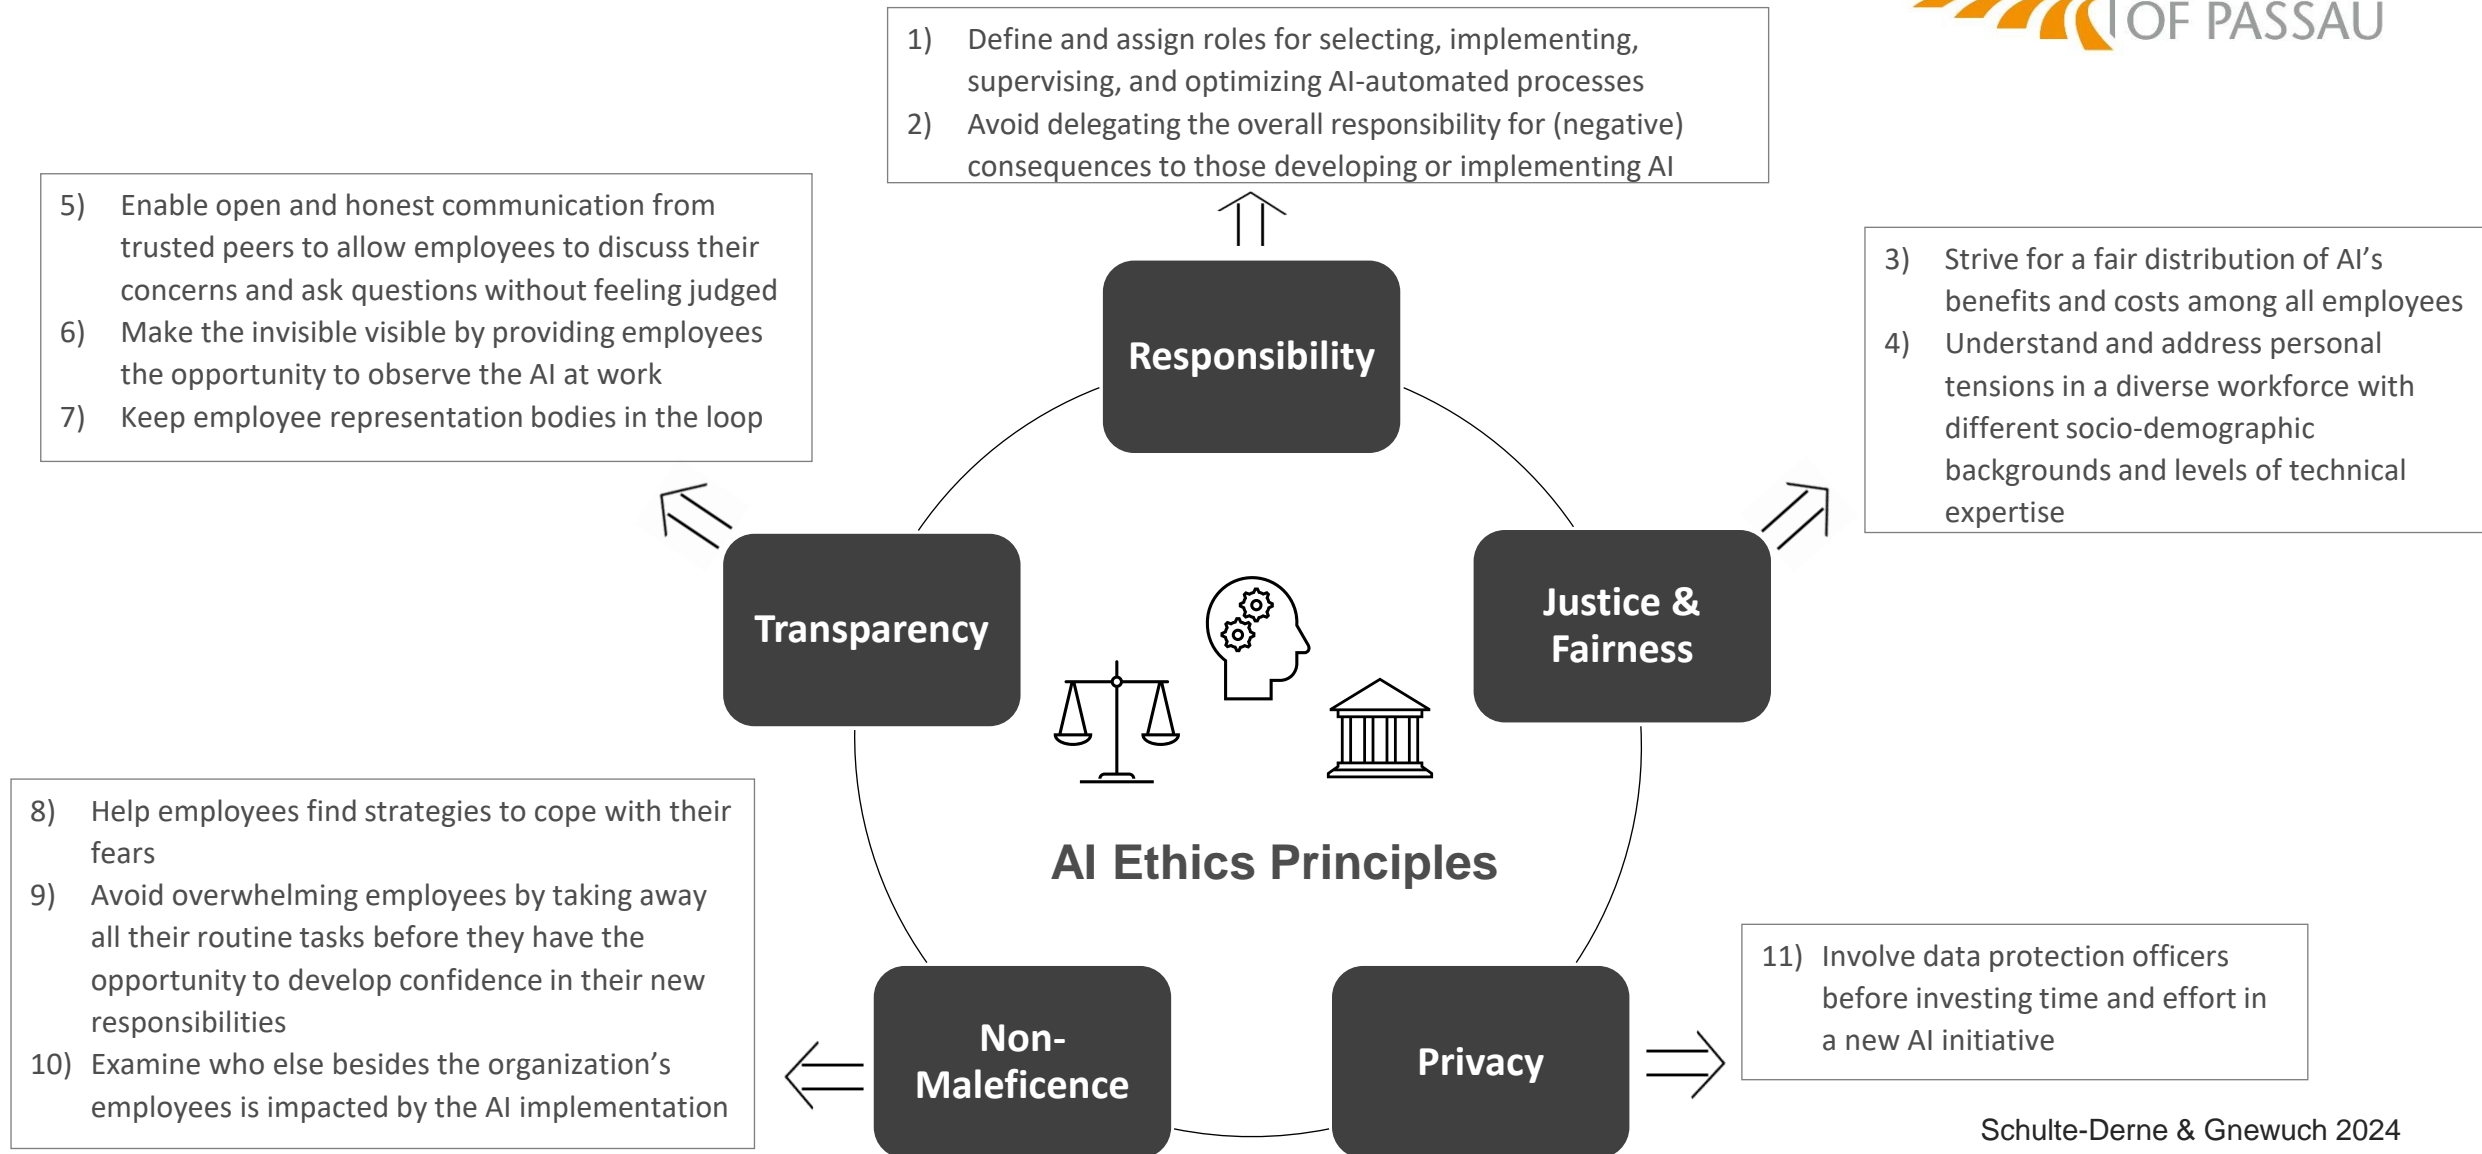 OF PASSAU
1) Define and assign roles for selecting, implementing,
supervising, and optimizing AI-automated processes
2) Avoid delegating the overall responsibility for (negative)
consequences to those developing or implementing AI
5) Enable open and honest communication from
trusted peers to allow employees to discuss their
concerns and ask questions without feeling judged
6) Make the invisible visible by providing employees
the opportunity to observe the AI at work
7) Keep employee representation bodies in the loop
3) Strive for a fair distribution of AI’s
benefits and costs among all employees
4) Understand and address personal
tensions in a diverse workforce with
different socio-demographic
backgrounds and levels of technical
expertise
Responsibility
Transparency
Justice &
Fairness
AI Ethics Principles
8) Help employees find strategies to cope with their
fears
9) Avoid overwhelming employees by taking away
all their routine tasks before they have the
opportunity to develop confidence in their new
responsibilities
10) Examine who else besides the organization’s
employees is impacted by the AI implementation
Non-
Maleficence
Privacy
11) Involve data protection officers
before investing time and effort in
a new AI initiative
Schulte-Derne & Gnewuch 2024